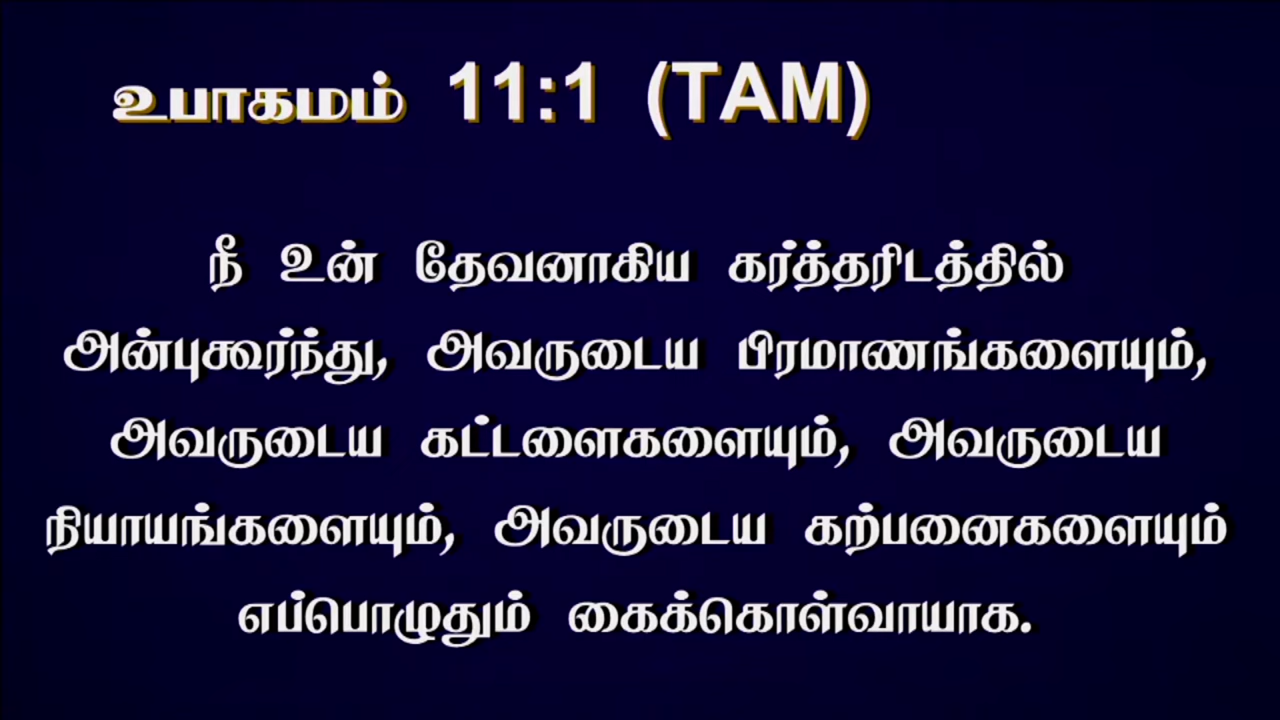 உபாகமம் 11:1 (TAM)
நீ உன் தேவனாகிய கர்த்தரிடத்தில்
அன்புகூர்ந்து, அவருடைய பிரமாணங்களையும்,
அவருடைய கட்டளைகளையும், அவருடைய
நியாயங்களையும், அவருடைய கற்பனைகளையும்
எப்பொழுதும் கைக்கொள்வாயாக.